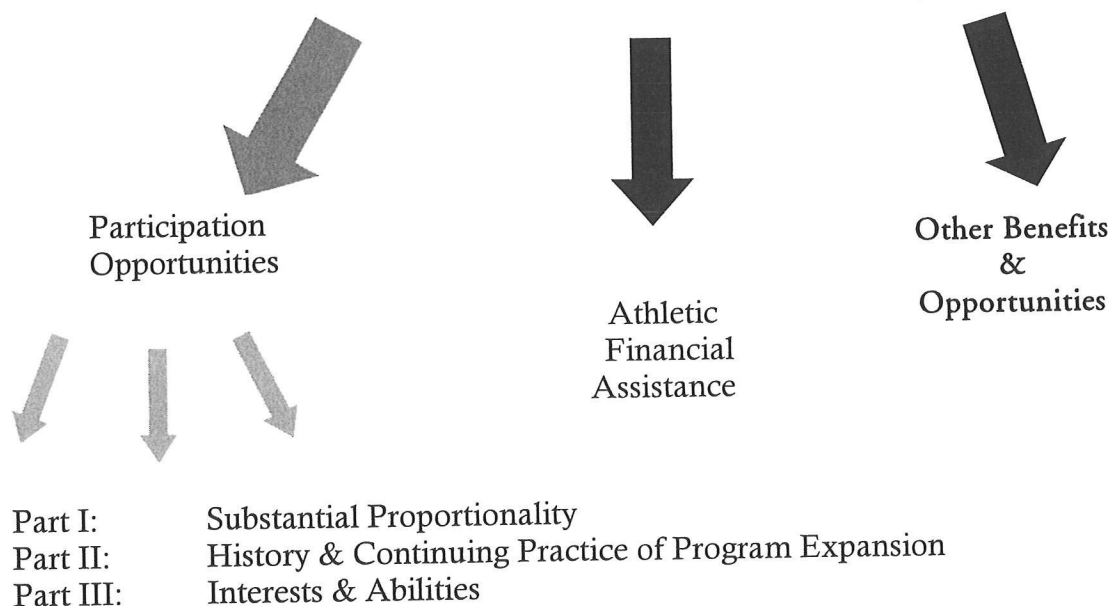 Participation
Opportunities
Athletic
Financial
Assistance
Other Benefits
&
Opportunities
Part I: Substantial Proportionality
Part II: History & Continuing Practice of Program Expansion
Part III: Interests & Abilities